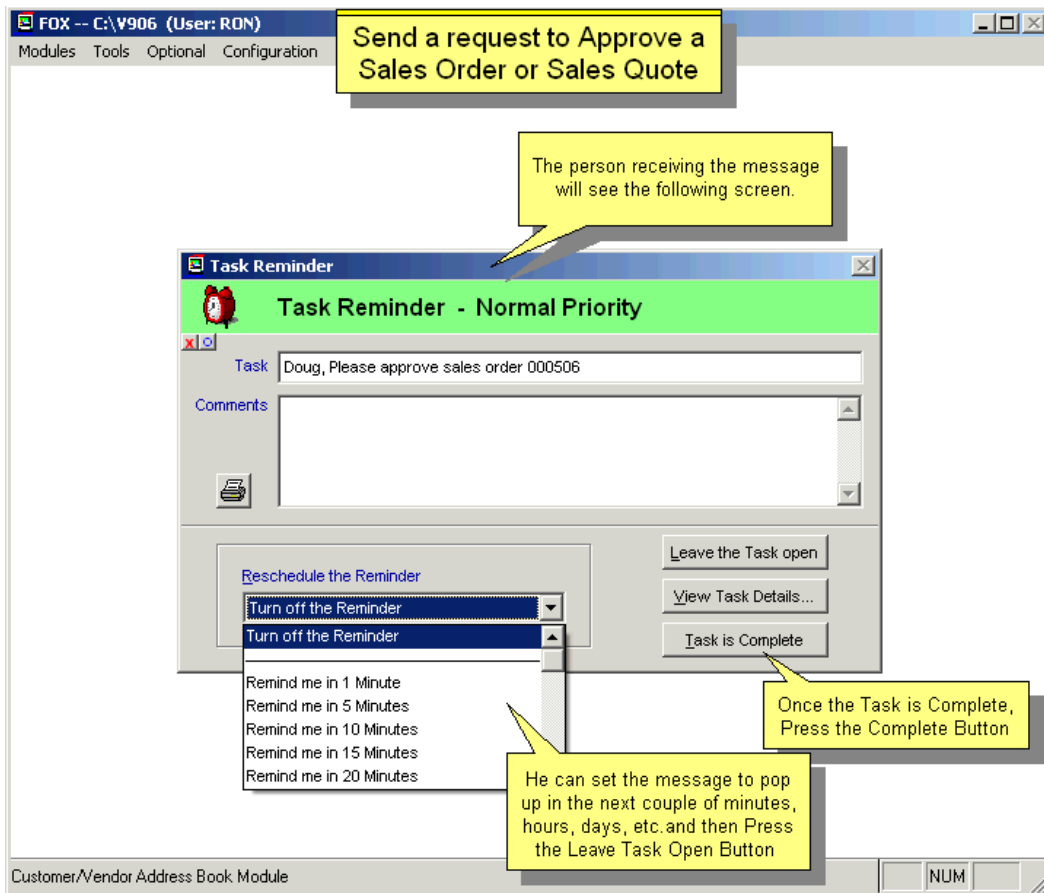 FOX -- C:\V906 (User: RON)
Modules Tools Optional Configuration
Send a request to Approve a
Sales Order or Sales Quote
The person receiving the message
will see the following screen.
Task Reminder
Task Reminder - Normal Priority
x
Task
Doug, Please approve sales order 000506
Comments
Reschedule the Reminder
Turn off the Reminder
Turn off the Reminder
Remind me in 1 Minute
Remind me in 5 Minutes
Remind me in 10 Minutes
Remind me in 15 Minutes
Remind me in 20 Minutes
Leave the Task open
View Task Details...
Task is Complete
Once the Task is Complete,
Press the Complete Button
He can set the message to pop
up in the next couple of minutes,
hours, days, etc.and then Press
the Leave Task Open Button
Customer/Vendor Address Book Module
NUM